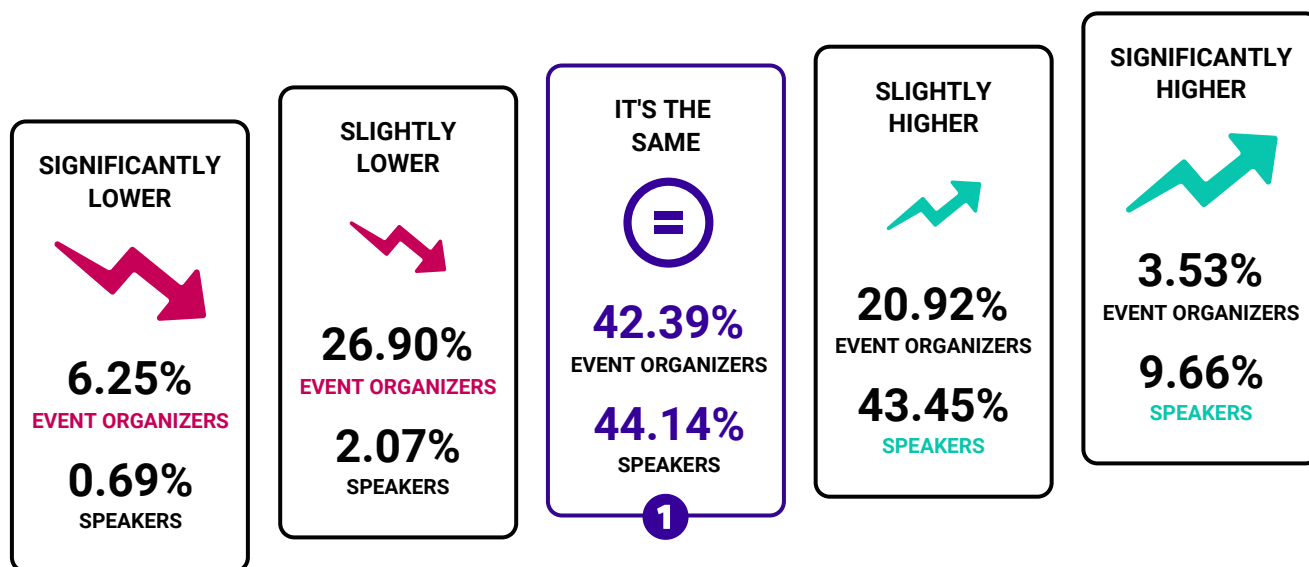 SIGNIFICANTLY
LOWER
6.25%
EVENT ORGANIZERS
0.69%
SPEAKERS
SLIGHTLY
LOWER
26.90%
EVENT ORGANIZERS
2.07%
SPEAKERS
IT'S THE
SAME
=
42.39%
EVENT ORGANIZERS
44.14%
SPEAKERS
1
SLIGHTLY
HIGHER
20.92%
EVENT ORGANIZERS
43.45%
SPEAKERS
SIGNIFICANTLY
HIGHER
3.53%
EVENT ORGANIZERS
9.66%
SPEAKERS